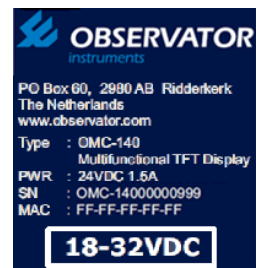 OBSERVATOR
instruments
PO Box 60, 2980 AB Ridderkerk
The Netherlands
www.observator.com
Type : OMC-140
Multifunctional TFT Display
PWR : 24VDC 1.5A
SN : OMC-14000000999
MAC : FF-FF-FF-FF-FF
18-32VDC